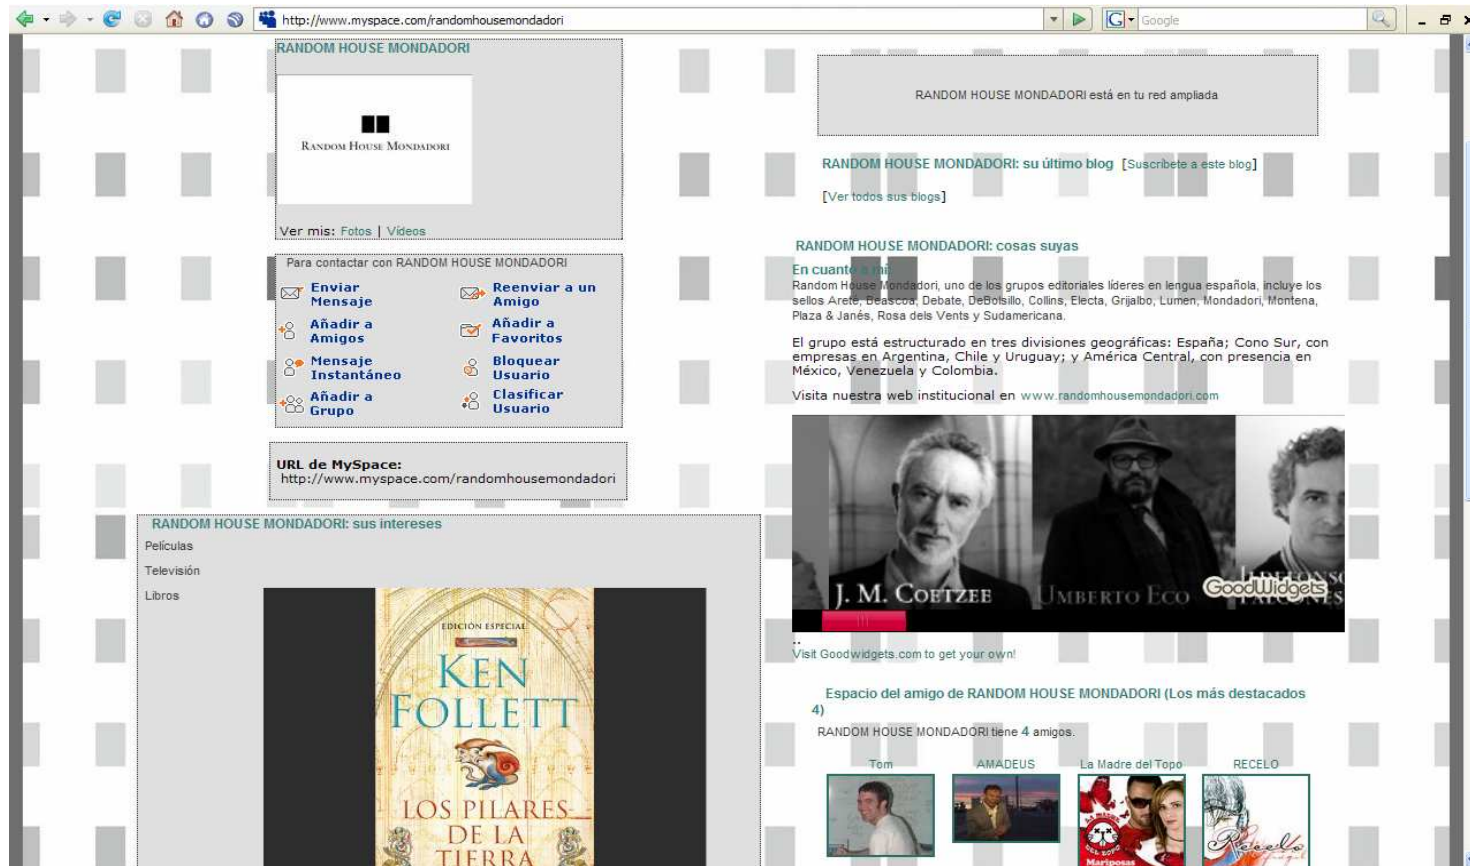 http://www.myspace.com/randomhousemondadori
Google
RANDOM HOUSE MONDADORI
RANDOM HOUSE MONDADORI
Ver mis: Fotos | Vídeos
Para contactar con RANDOM HOUSE MONDADORI
Enviar Mensaje
Reenviar a un Amigo
Añadir a Amigos
Añadir a Favoritos
Mensaje Instantáneo
Bloquear Usuario
Añadir a Grupo
Clasificar Usuario
URL de MySpace:
http://www.myspace.com/randomhousemondadori
RANDOM HOUSE MONDADORI: sus intereses
Películas
Televisión
Libros
EDICIÓN ESPECIAL
KEN
FOLLETT
LOS PILARES
DE LA
TIERRA
RANDOM HOUSE MONDADORI está en tu red ampliada
RANDOM HOUSE MONDADORI: su último blog [Suscríbete a este blog]
[Ver todos sus blogs]
RANDOM HOUSE MONDADORI: cosas suyas
En cuanto a mí:
Random House Mondadori, uno de los grupos editoriales líderes en lengua española, incluye los
sellos Areté, Beascoa, Debate, DeBolsillo, Collins, Electa, Grijalbo, Lumen, Mondadori, Montena,
Plaza & Janés, Rosa dels Vents y Sudamericana.
El grupo está estructurado en tres divisiones geográficas: España; Cono Sur, con
empresas en Argentina, Chile y Uruguay; y América Central, con presencia en
México, Venezuela y Colombia.
Visita nuestra web institucional en www.randomhousemondadori.com
J. M. COETZEE
UMBERTO ECO
GoodWidgets
..
Visit Goodwidgets.com to get your own!
Espacio del amigo de RANDOM HOUSE MONDADORI (Los más destacados
4)
RANDOM HOUSE MONDADORI tiene 4 amigos.
Tom
AMADEUS
La Madre del Topo
RECELO
Mariposas
Recelo